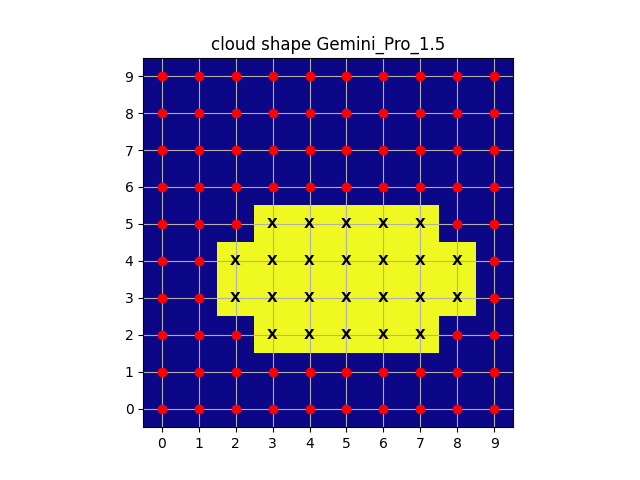 cloud shape Gemini_Pro_1.5
9
8
7
6
5 X X X X X
4 X X X X X X X
3 X X X X X X X
2 X X X X X
1
0
0 1 2 3 4 5 6 7 8 9